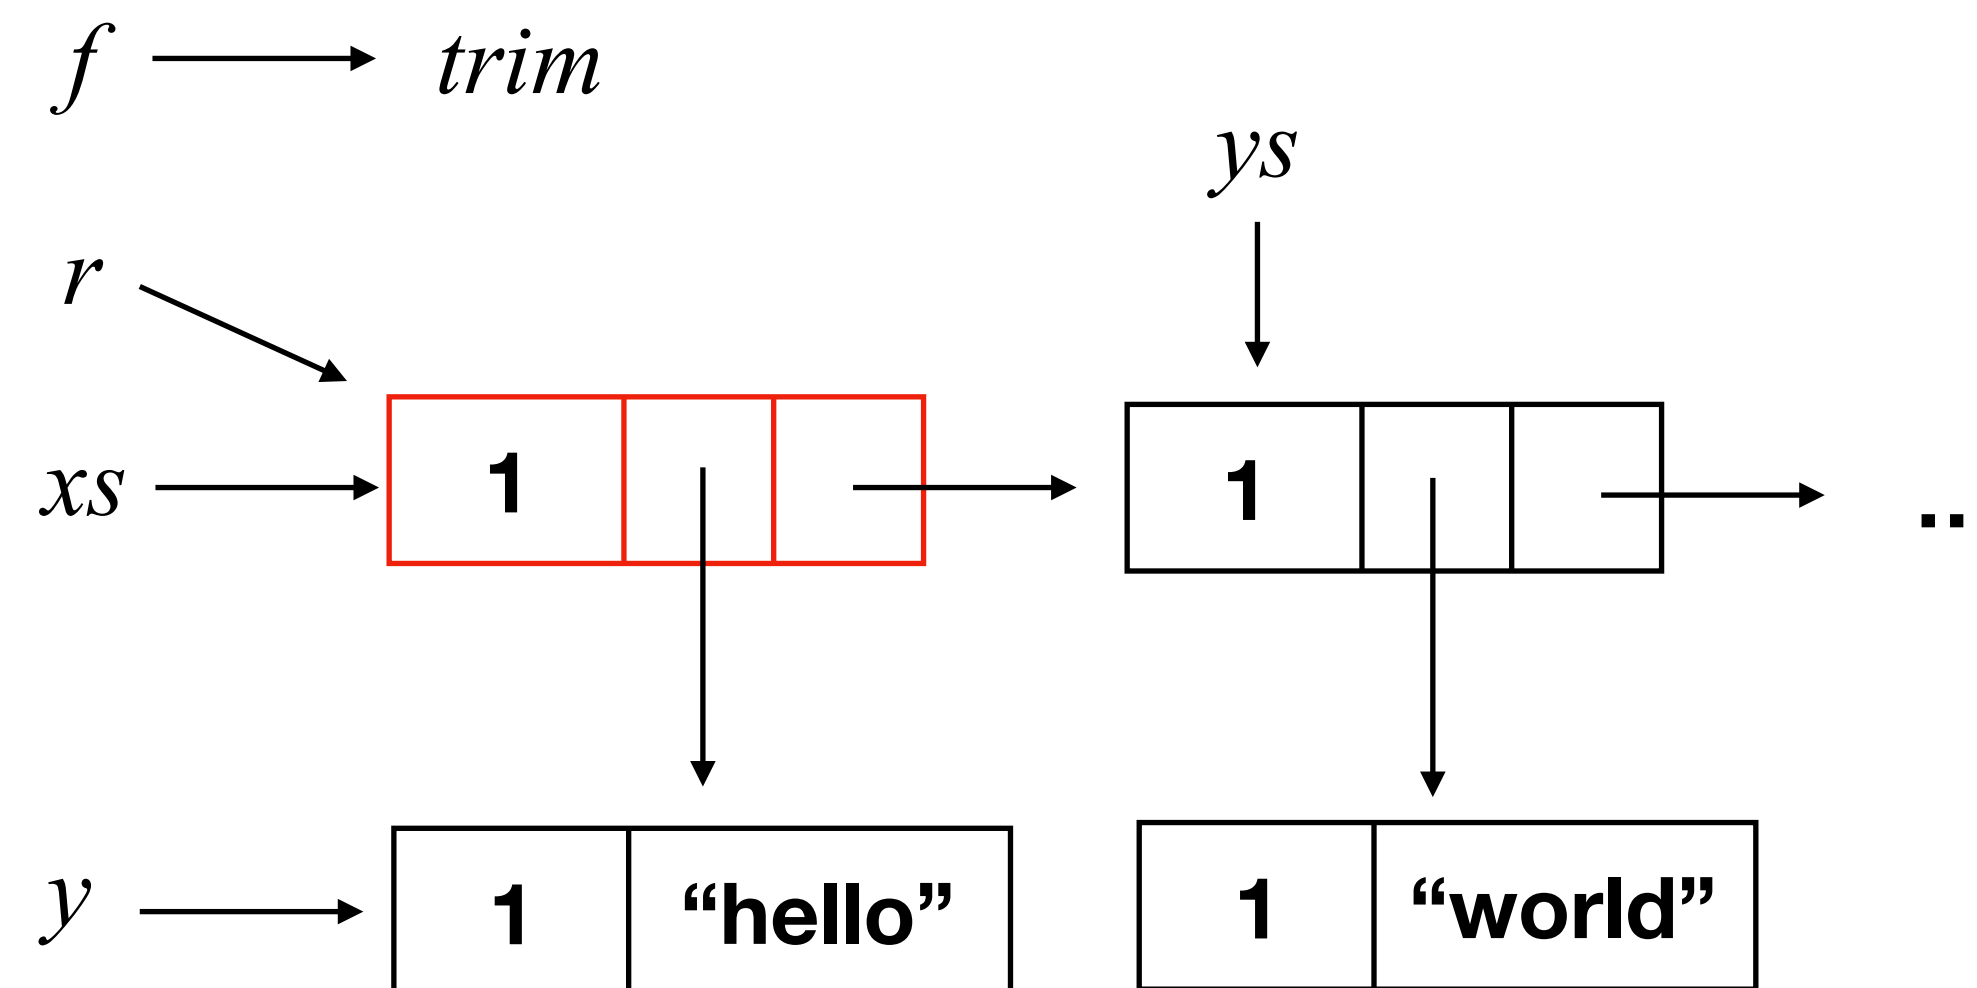 f trim
ys
r
xs 1 1 ..
y 1 “hello” 1 “world”